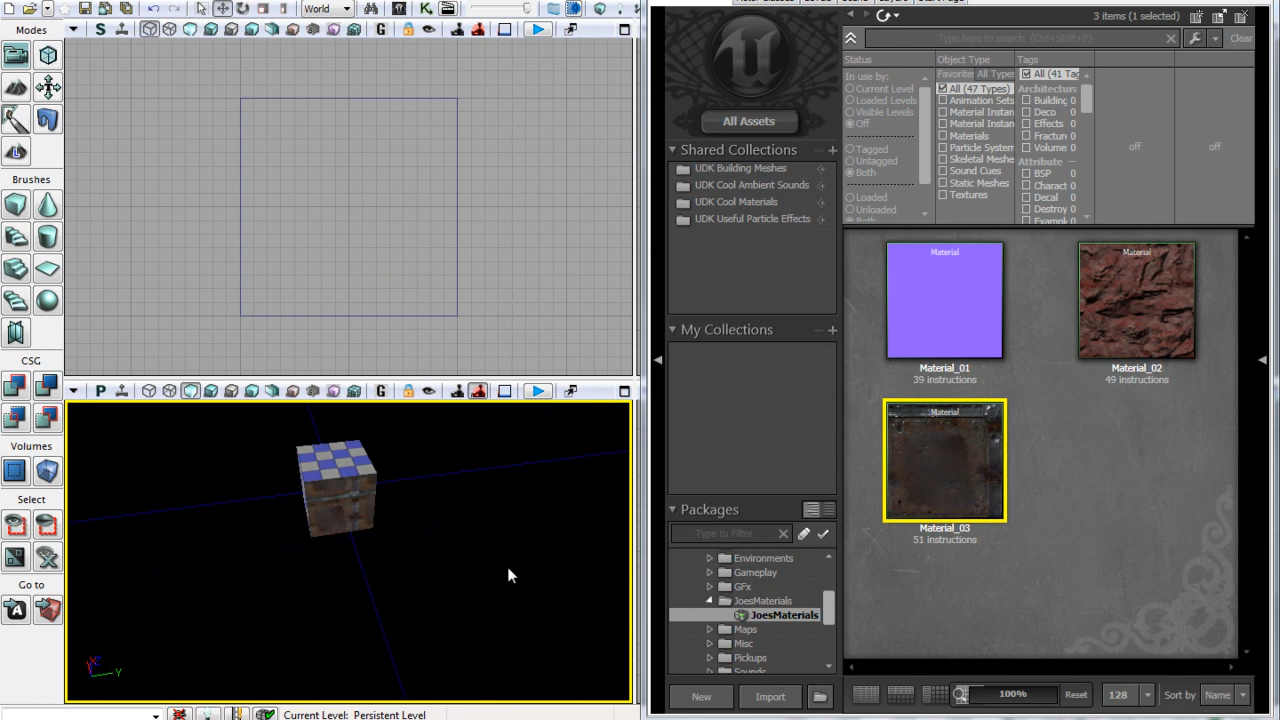 World
G
K
3 items (1 selected)
Type here to search (Ctrl+Shift+F)
Clear
Modes
S
G
Brushes
CSG
Volumes
Select
Go to
P
G
X
Y
Current Level: Persistent Level
All Assets
Shared Collections
UDK Building Meshes
UDK Cool Ambient Sounds
UDK Cool Materials
UDK Useful Particle Effects
My Collections
Packages
Type to Filter
Environments
Gameplay
GFx
JoesMaterials
JoesMaterials
Maps
Misc
Pickups
Sounds
New
Import
Status
In use by:
Current Level
Loaded Levels
Visible Levels
Off
Tagged
Untagged
Both
Loaded
Unloaded
Both
Object Type
Favorite
All Types
All (47 Types)
Animation Sets
Material Instan
Material Instan
Materials
Particle System
Skeletal Meshe
Sound Cues
Static Meshes
Textures
Tags
All (41 Tag
Architectura
Building 0
Deco 0
Effects 0
Fractur 0
Volume 0
Attribute
BSP 0
Charact 0
Decal 0
Destroy 0
Example 0
off
off
Material
Material_01
39 instructions
Material
Material_02
49 instructions
Material
Material_03
51 instructions
100%
Reset
128
Sort by
Name